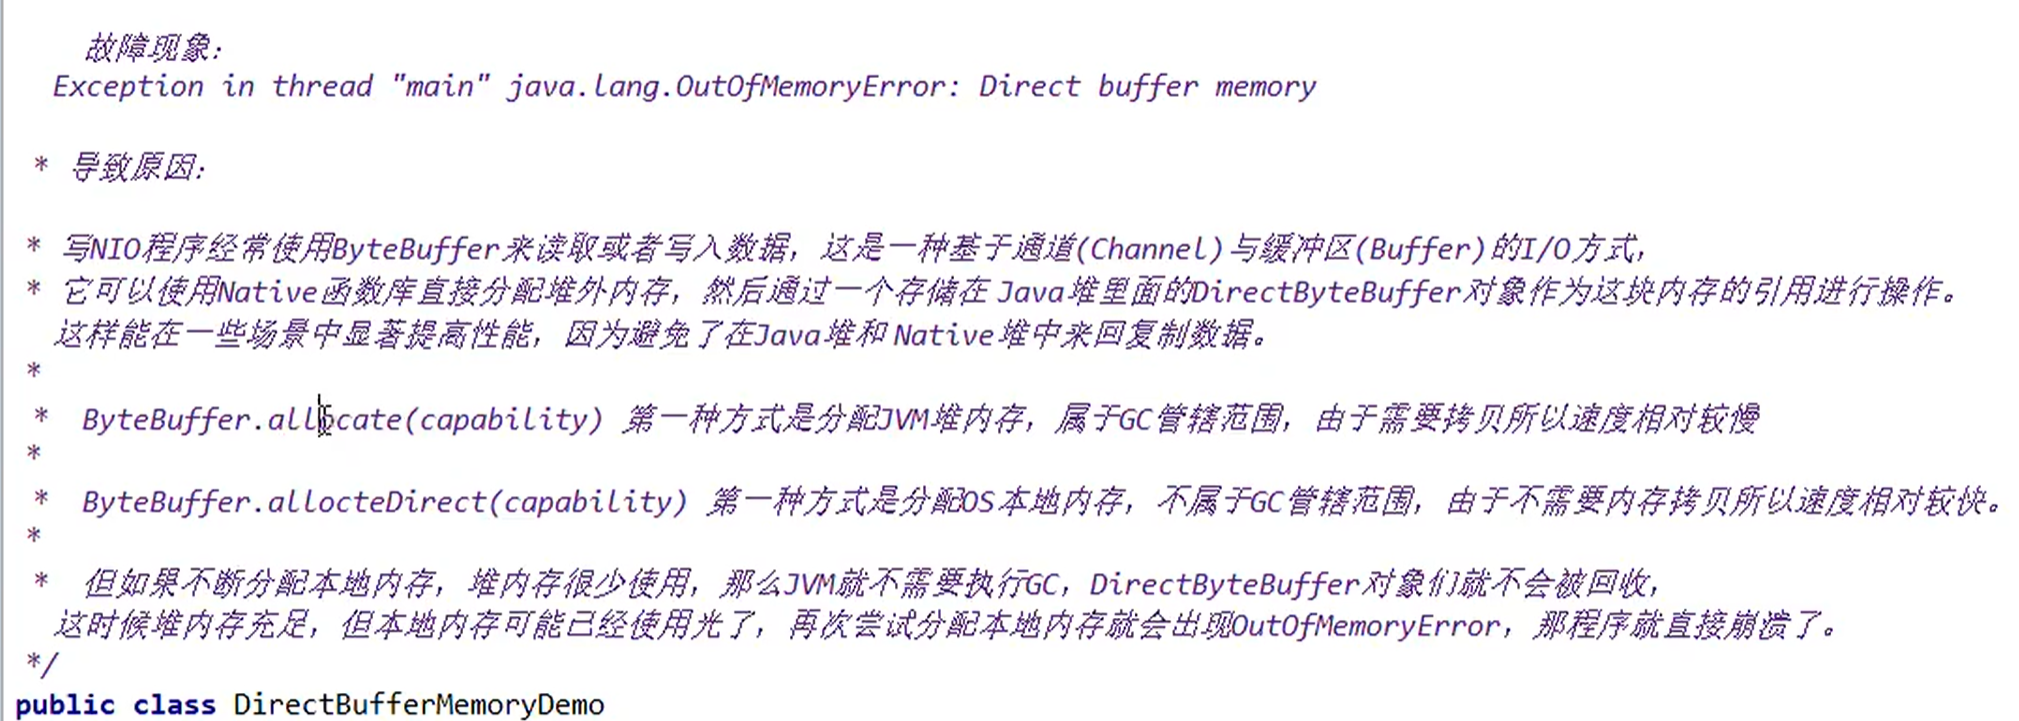 故障现象:
Exception in thread "main" java.lang.OutOfMemoryError: Direct buffer memory
* 导致原因:
* 写NIO程序经常使用ByteBuffer来读取或者写入数据，这是一种基于通道(Channel)与缓冲区(Buffer)的I/O方式，
* 它可以使用Native函数库直接分配堆外内存，然后通过一个存储在Java堆里面的DirectByteBuffer对象作为这块内存的引用进行操作。
这样能在一些场景中显著提高性能，因为避免了在Java堆和Native堆中来回复制数据。
*
* ByteBuffer.allocate(capability) 第一种方式是分配JVM堆内存，属于GC管辖范围，由于需要拷贝所以速度相对较慢
*
* ByteBuffer.allocteDirect(capability) 第一种方式是分配OS本地内存，不属于GC管辖范围，由于不需要内存拷贝所以速度相对较快。
*
* 但如果不断分配本地内存，堆内存很少使用，那么JVM就不需要执行GC，DirectByteBuffer对象们就不会被回收，
这时候堆内存充足，但本地内存可能已经使用光了，再次尝试分配本地内存就会出现OutOfMemoryError，那程序就直接崩溃了。
*/
public class DirectBufferMemoryDemo